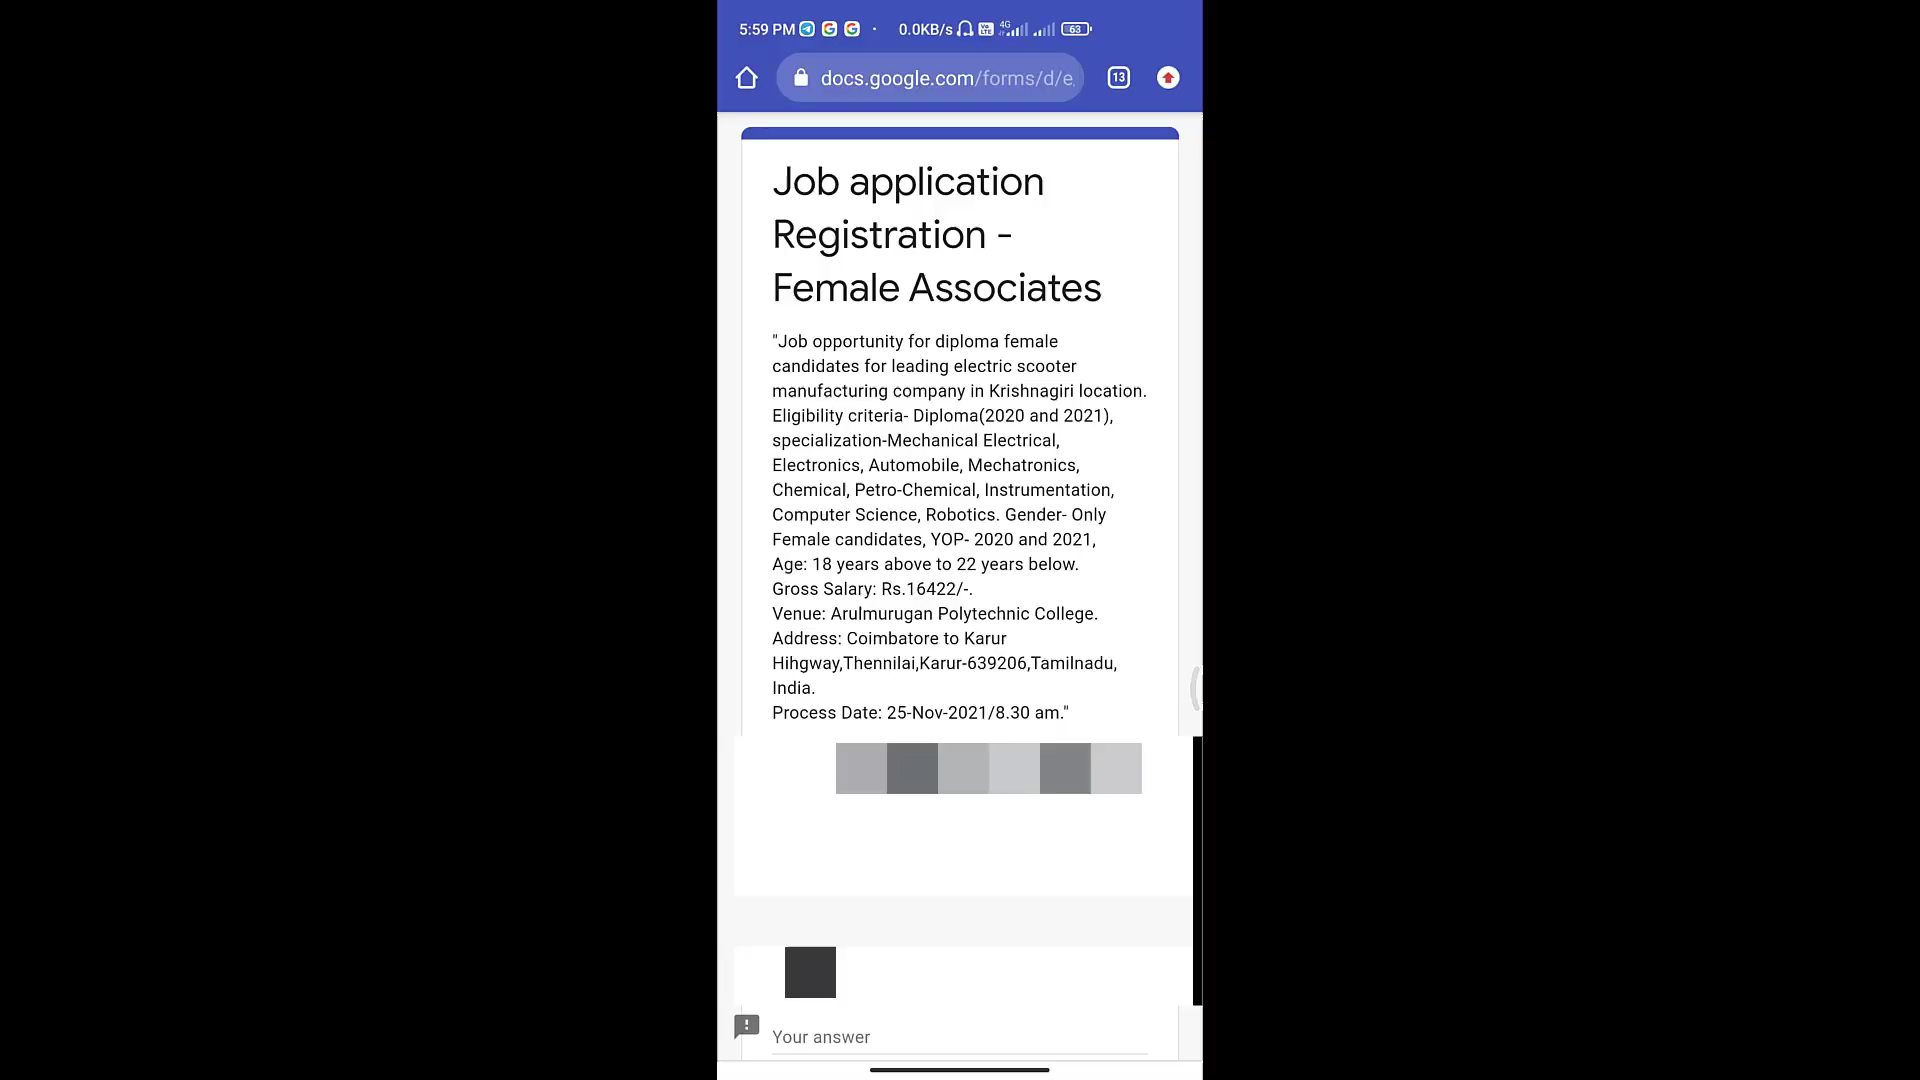 5:59 PM 0.0KB/s 4G 63
docs.google.com/forms/d/e 13
Job application
Registration -
Female Associates
"Job opportunity for diploma female
candidates for leading electric scooter
manufacturing company in Krishnagiri location.
Eligibility criteria- Diploma(2020 and 2021),
specialization-Mechanical Electrical,
Electronics, Automobile, Mechatronics,
Chemical, Petro-Chemical, Instrumentation,
Computer Science, Robotics. Gender- Only
Female candidates, YOP- 2020 and 2021,
Age: 18 years above to 22 years below.
Gross Salary: Rs.16422/-.
Venue: Arulmurugan Polytechnic College.
Address: Coimbatore to Karur
Hihgway,Thennilai,Karur-639206,Tamilnadu,
India.
Process Date: 25-Nov-2021/8.30 am."
Your answer